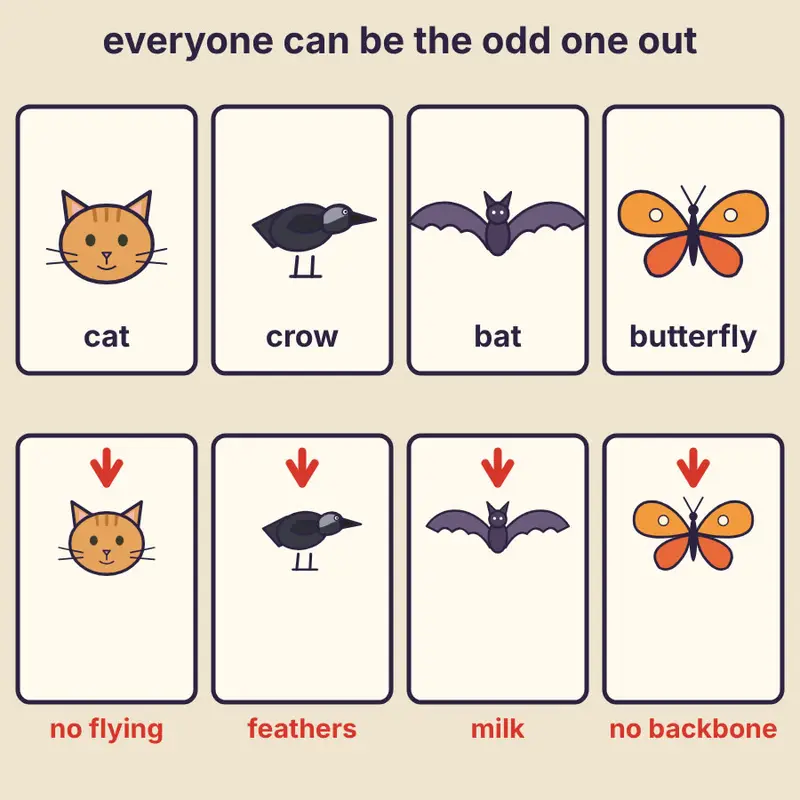 everyone can be the odd one out
cat
crow
bat
butterfly
no flying
feathers
milk
no backbone